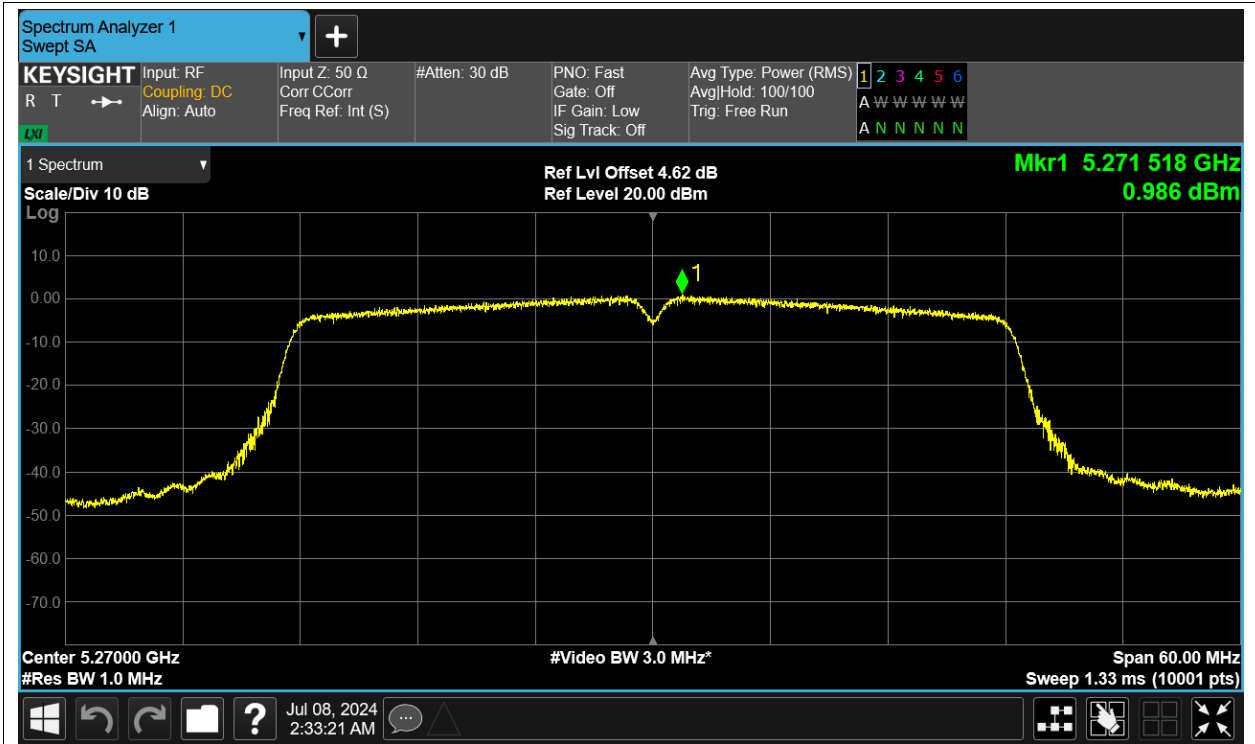 Spectrum Analyzer 1
Swept SA
KEYSIGHT
R T
LXI
Input: RF
Coupling: DC
Align: Auto
Input Z: 50 Ω
Corr CCorr
Freq Ref: Int (S)
#Atten: 30 dB
PNO: Fast
Gate: Off
IF Gain: Low
Sig Track: Off
Avg Type: Power (RMS)
Avg|Hold: 100/100
Trig: Free Run
1 2 3 4 5 6
A W W W W W
A N N N N N
1 Spectrum
Scale/Div 10 dB
Ref Lvl Offset 4.62 dB
Ref Level 20.00 dBm
Mkr1 5.271 518 GHz
0.986 dBm
Log
10.0
0.00
-10.0
-20.0
-30.0
-40.0
-50.0
-60.0
-70.0
1
Center 5.27000 GHz
#Res BW 1.0 MHz
#Video BW 3.0 MHz*
Span 60.00 MHz
Sweep 1.33 ms (10001 pts)
?
Jul 08, 2024
2:33:21 AM